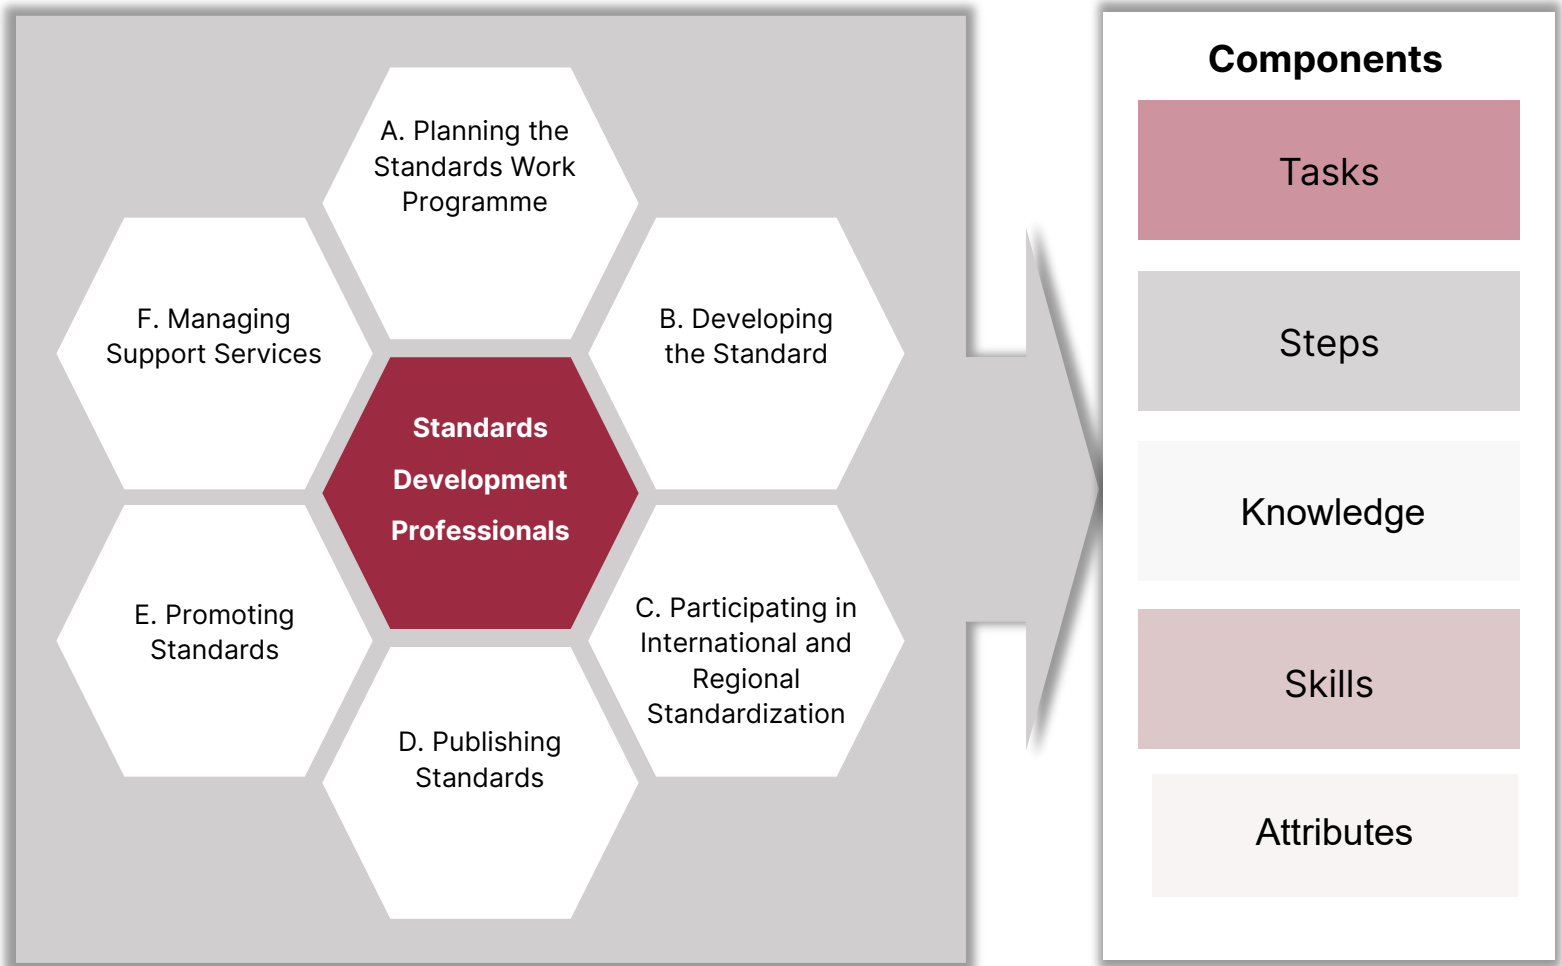 A. Planning the
Standards Work
Programme
F. Managing
Support Services
B. Developing
the Standard
Standards
Development
Professionals
E. Promoting
Standards
C. Participating in
International and
Regional
Standardization
D. Publishing
Standards
Components
Tasks
Steps
Knowledge
Skills
Attributes